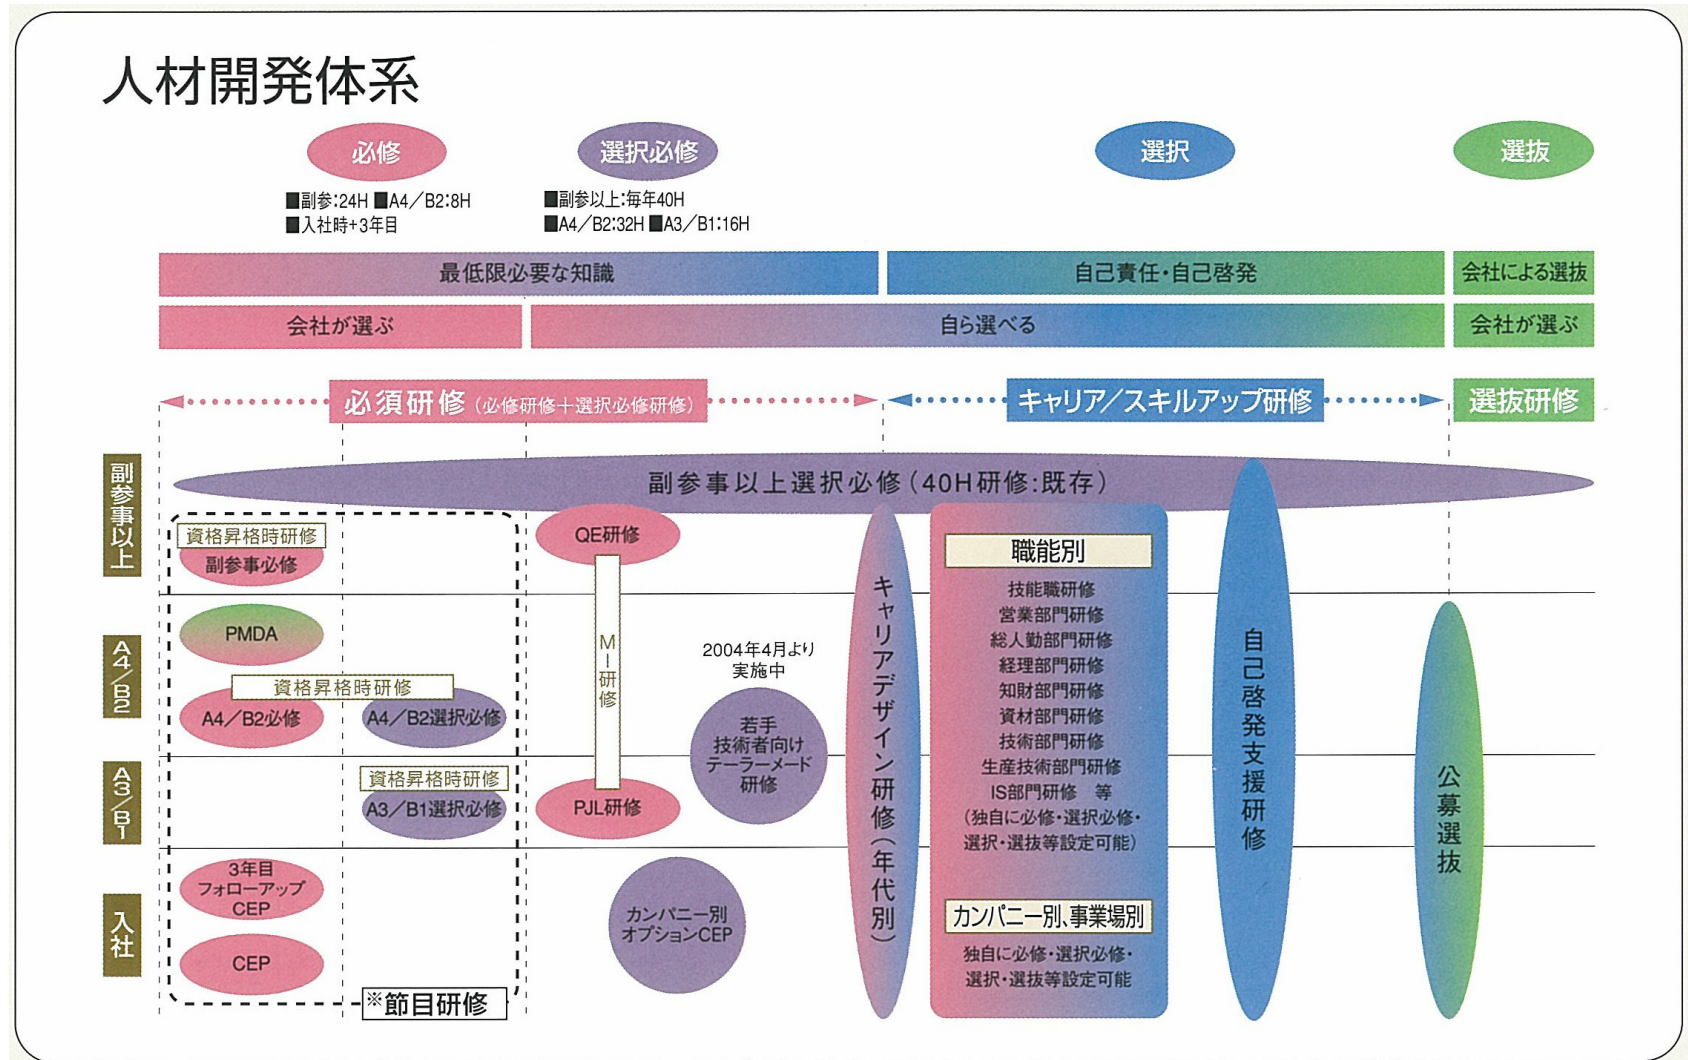 人材開発体系
必修
選択必修
選択
選抜
■副参:24H ■A4/B2:8H
■入社時+3年目
■副参以上:毎年40H
■A4/B2:32H ■A3/B1:16H
最低限必要な知識
自己責任・自己啓発
会社による選抜
会社が選ぶ
自ら選べる
会社が選ぶ
必須研修(必修研修+選択必修研修)
キャリア/スキルアップ研修
選抜研修
副参事以上
副参事以上選択必修(40H研修:既存)
資格昇格時研修
副参事必修
QE研修
M-研修
PJL研修
A4/B2
PMDA
資格昇格時研修
A4/B2必修
A4/B2選択必修
2004年4月より
実施中
若手
技術者向け
テーラーメード
研修
A3/B1
資格昇格時研修
A3/B1選択必修
入社
3年目
フォローアップ
CEP
CEP
※節目研修
カンパニー別
オプションCEP
キャリアデザイン研修(年代別)
職能別
技能職研修
営業部門研修
総人勤部門研修
経理部門研修
知財部門研修
資材部門研修
技術部門研修
生産技術部門研修
IS部門研修 等
(独自に必修・選択必修・
選択・選抜等設定可能)
カンパニー別、事業場別
独自に必修・選択必修・
選択・選抜等設定可能
自己啓発支援研修
公募選抜